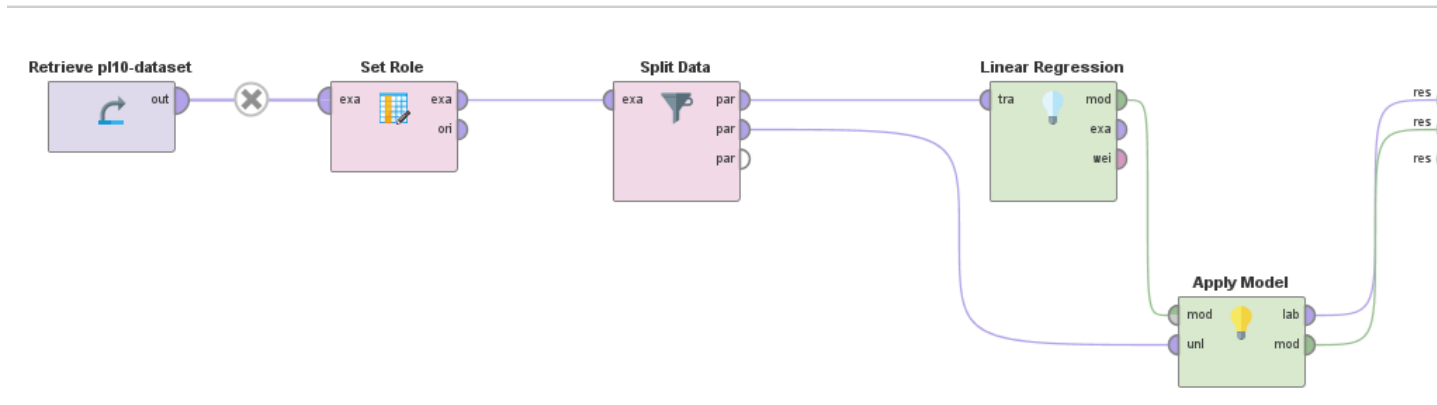 Retrieve pl10-dataset
Set Role
Split Data
Linear Regression
out
exa
exa
ori
exa
par
par
par
tra
mod
exa
wei
res
res
res
Apply Model
mod
unl
lab
mod